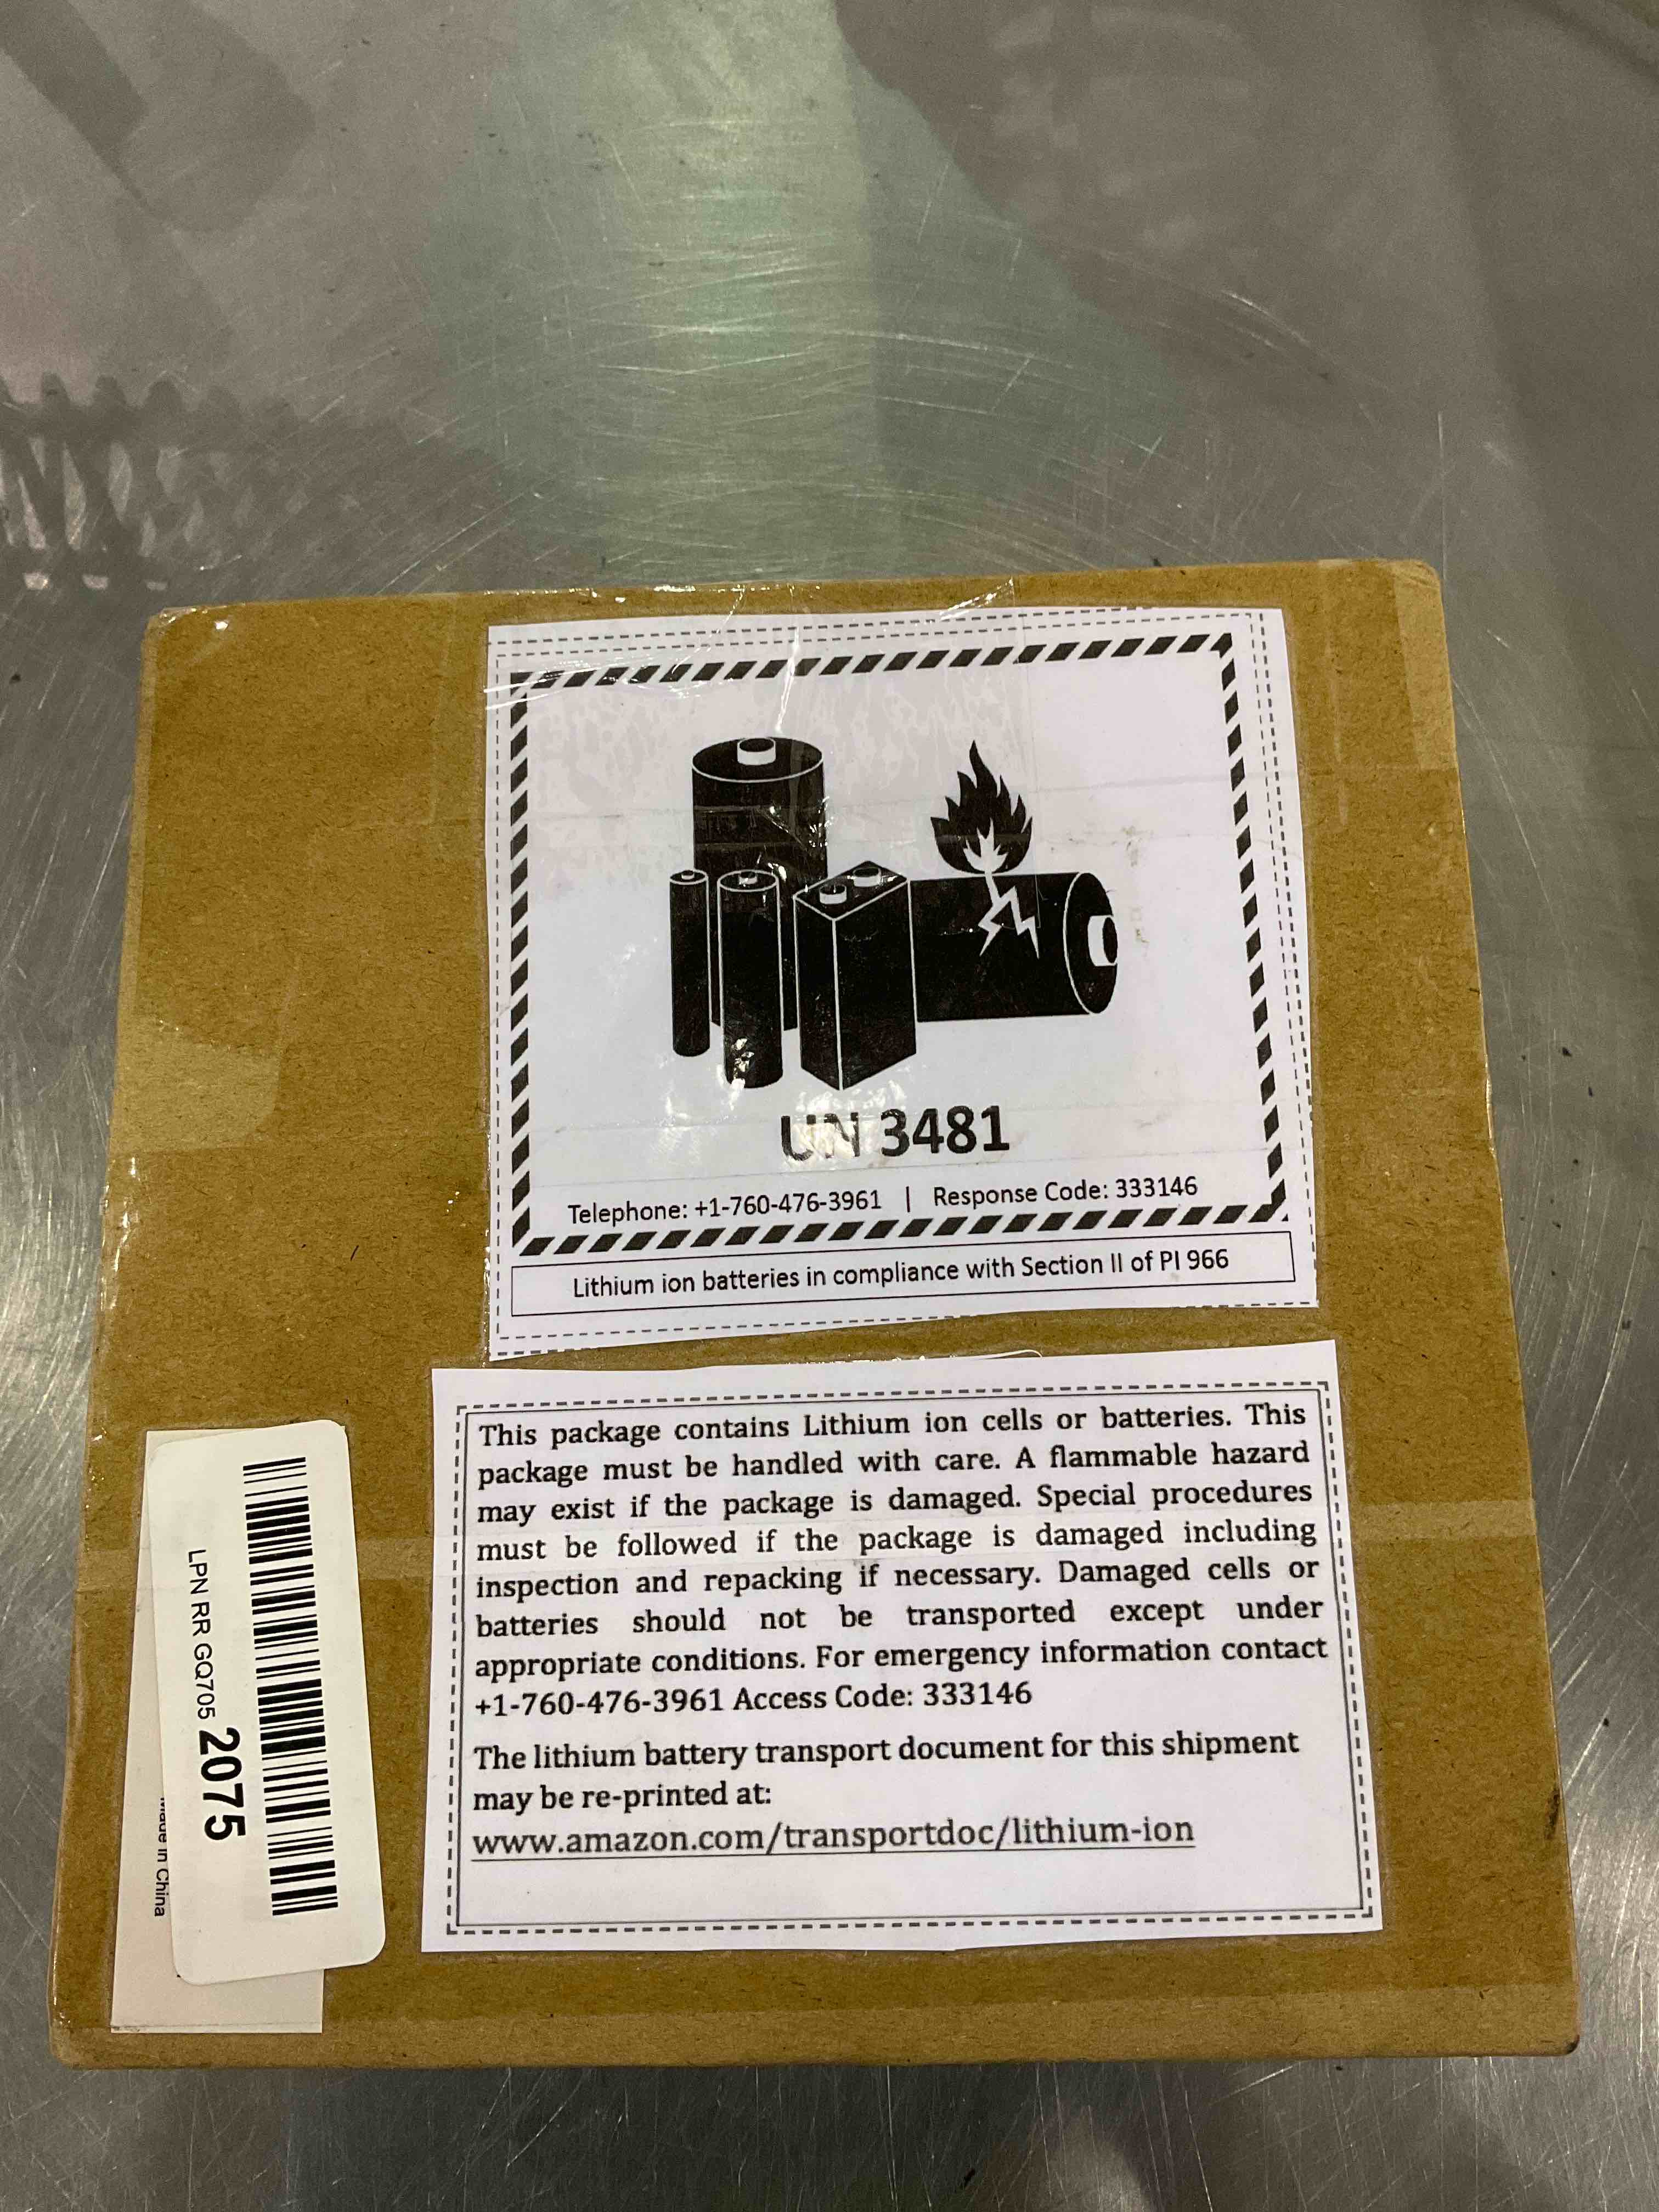 UN 3481
Telephone: +1-760-476-3961 | Response Code: 333146
Lithium ion batteries in compliance with Section II of PI 966
This package contains Lithium ion cells or batteries. This
package must be handled with care. A flammable hazard
may exist if the package is damaged. Special procedures
must be followed if the package is damaged including
inspection and repacking if necessary. Damaged cells or
batteries should not be transported except under
appropriate conditions. For emergency information contact
+1-760-476-3961 Access Code: 333146
The lithium battery transport document for this shipment
may be re-printed at:
www.amazon.com/transportdoc/lithium-ion
LPN RR GQ705 2075
Made in China